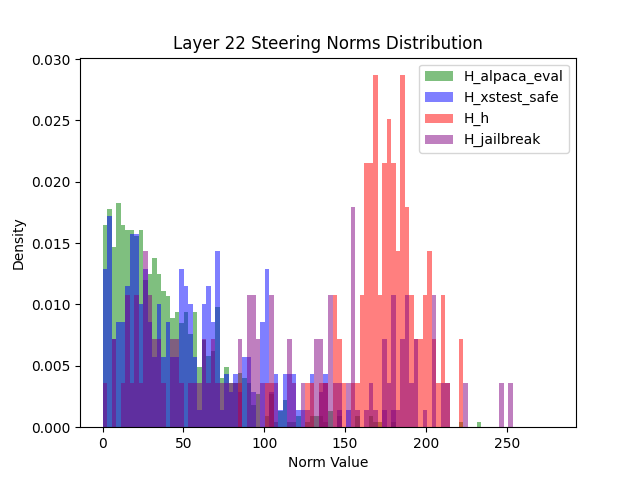 Layer 22 Steering Norms Distribution
H_alpaca_eval
H_xstest_safe
H_h
H_jailbreak
0.030
0.025
0.020
0.015
0.010
0.005
0.000
Density
0 50 100 150 200 250
Norm Value